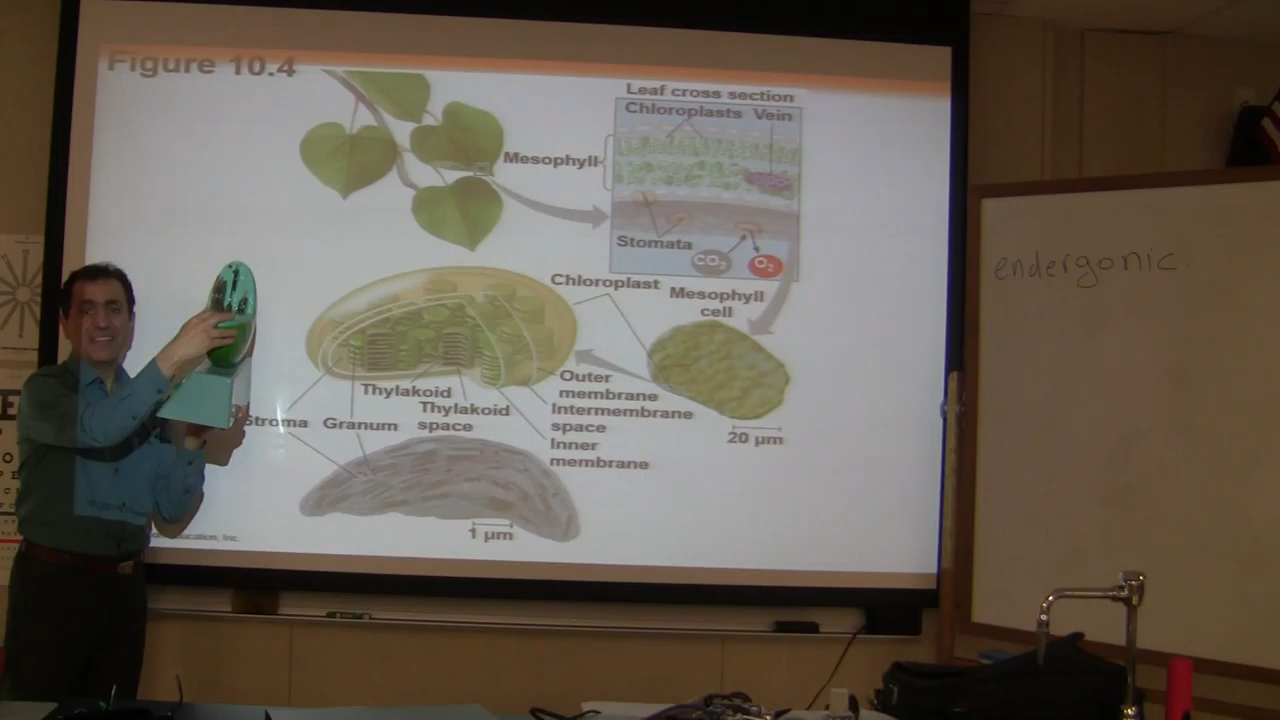 Figure 10.4
Leaf cross section
Chloroplasts Vein
Mesophyll
Stomata
CO₂
O₂
Chloroplast
Mesophyll
cell
Outer
membrane
Thylakoid
Thylakoid
space
Intermembrane
space
Stroma
Granum
Inner
membrane
20 µm
1 µm
endergonic